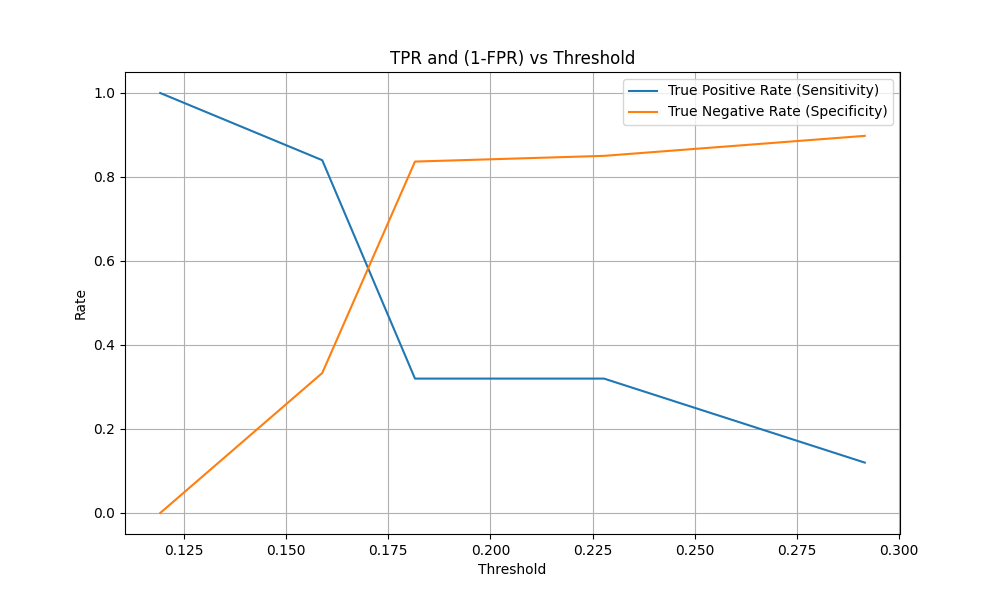 TPR and (1-FPR) vs Threshold
True Positive Rate (Sensitivity)
True Negative Rate (Specificity)
1.0
0.8
0.6
0.4
0.2
0.0
Rate
0.125 0.150 0.175 0.200 0.225 0.250 0.275 0.300
Threshold